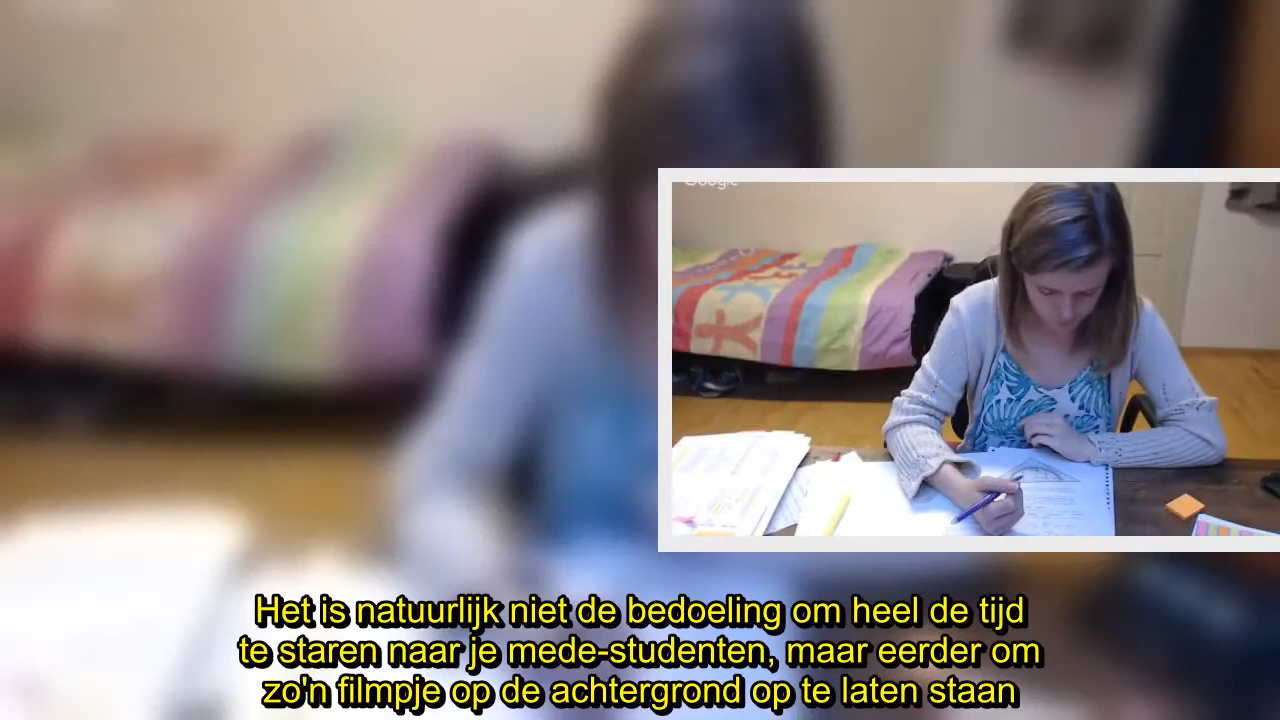 Google
Het is natuurlijk niet de bedoeling om heel de tijd
te staren naar je mede-studenten, maar eerder om
zo'n filmpje op de achtergrond op te laten staan